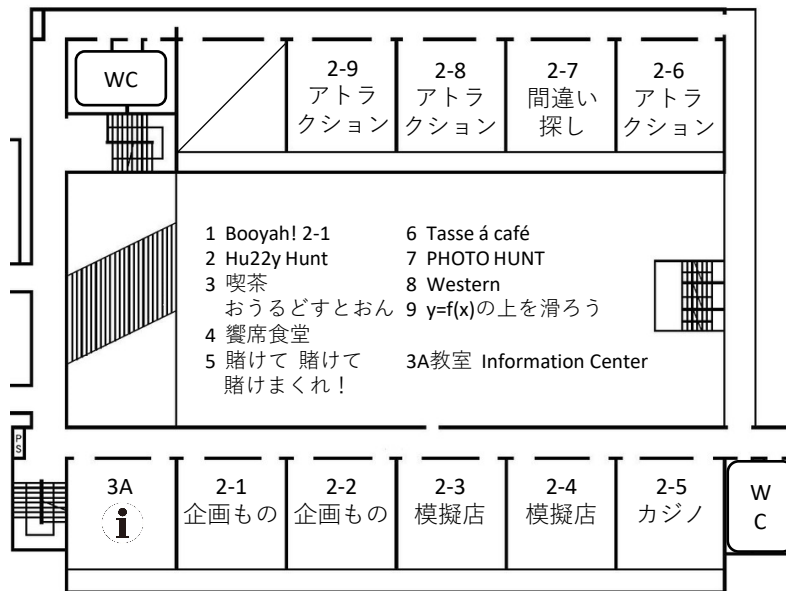 WC
2-9
アトラ
クション
2-8
アトラ
クション
2-7
間違い
探し
2-6
アトラ
クション
1 Booyah! 2-1
2 Hu22y Hunt
3 喫茶
おうるどすとおん
4 饗席食堂
5 賭けて 賭けて
賭けまくれ！
6 Tasse á café
7 PHOTO HUNT
8 Western
9 y=f(x)の上を滑ろう
3A教室 Information Center
P
S
3A
i
2-1
企画もの
2-2
企画もの
2-3
模擬店
2-4
模擬店
2-5
カジノ
W
C